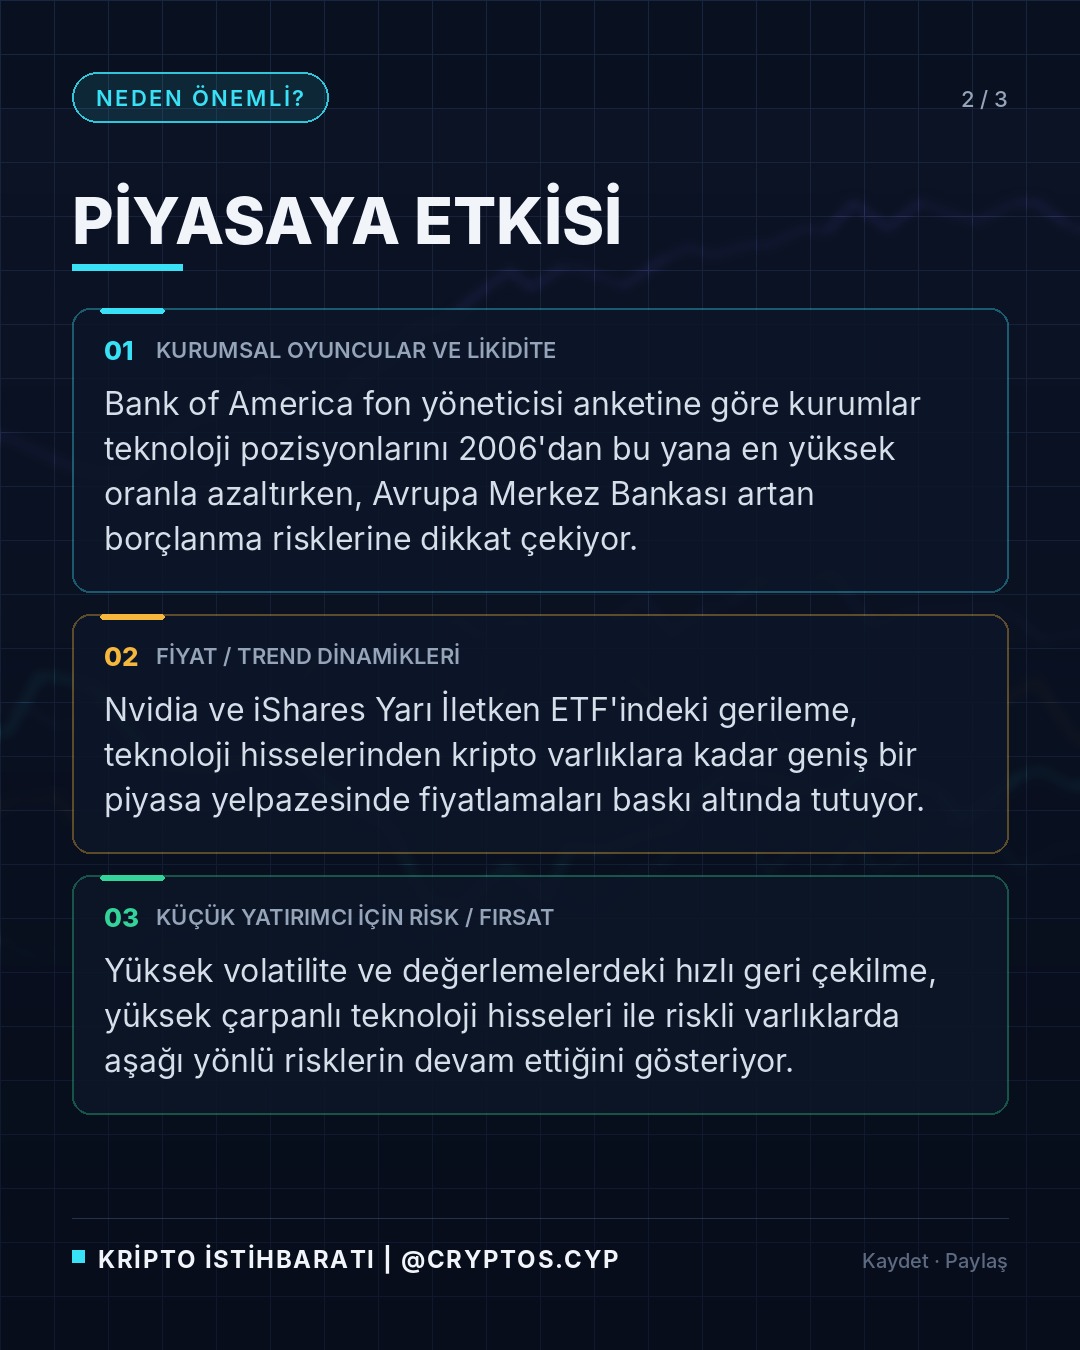 NEDEN ÖNEMLİ?
2 / 3
PİYASAYA ETKİSİ
01 KURUMSAL OYUNCULAR VE LİKİDİTE
Bank of America fon yöneticisi anketine göre kurumlar
teknoloji pozisyonlarını 2006'dan bu yana en yüksek
oranla azaltırken, Avrupa Merkez Bankası artan
borçlanma risklerine dikkat çekiyor.
02 FİYAT / TREND DİNAMİKLERİ
Nvidia ve iShares Yarı İletken ETF'indeki gerileme,
teknoloji hisselerinden kripto varlıklara kadar geniş bir
piyasa yelpazesinde fiyatlamaları baskı altında tutuyor.
03 KÜÇÜK YATIRIMCI İÇİN RİSK / FIRSAT
Yüksek volatilite ve değerlemelerdeki hızlı geri çekilme,
yüksek çarpanlı teknoloji hisseleri ile riskli varlıklarda
aşağı yönlü risklerin devam ettiğini gösteriyor.
KRİPTO İSTİHBARATI | @CRYPTOS.CYP
Kaydet · Paylaş